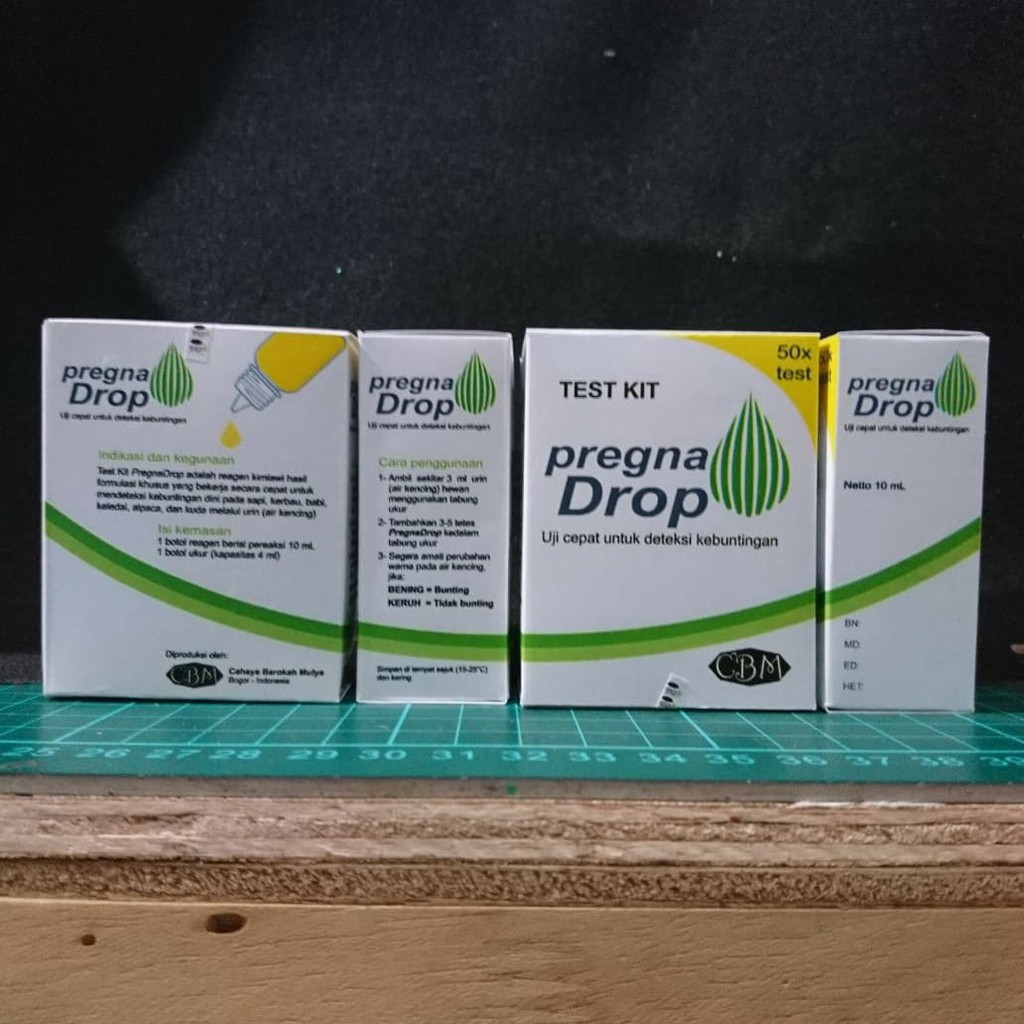 pregna
Drop
Uji cepat untuk deteksi kebuntingan
Indikasi dan kegunaan
Test Kit PregnaDrop adalah reagen kimiawi hasil
formulasi khusus yang bekerja secara cepat untuk
mendeteksi kebuntingan dini pada sapi, kerbau, babi,
keledai, alpaca, dan kuda melalui urin (air kencing)
Isi kemasan
1 botol reagen berisi pereaksi 10 mL
1 botol ukur (kapasitas 4 ml)
Diproduksi oleh:
CBM
Cahaya Barokah Mulya
Bogor - Indonesia
pregna
Drop
Uji cepat untuk deteksi kebuntingan
Cara penggunaan
1- Ambil sekitar 3 ml urin
(air kencing) hewan
menggunakan tabung
ukur
2- Tambahkan 3-5 tetes
PregnaDrop kedalam
tabung ukur
3- Segera amati perubahan
warna pada air kencing,
jika:
BENING = Bunting
KERUH = Tidak bunting
Simpan di tempat sejuk (15-25°C)
dan kering
50x
test
TEST KIT
pregna
Drop
Uji cepat untuk deteksi kebuntingan
CBM
pregna
Drop
Uji cepat untuk deteksi kebuntingan
Netto 10 mL
BN:
MD:
ED:
HET:
25 26 27 28 29 30 31 32 33 34 35 36 37 38 39